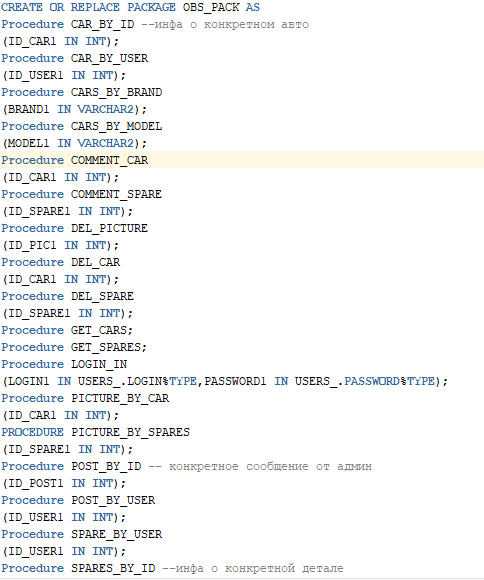 CREATE OR REPLACE PACKAGE OBS_PACK AS
Procedure CAR_BY_ID --инфа о конкретном авто
(ID_CAR1 IN INT);
Procedure CAR_BY_USER
(ID_USER1 IN INT);
Procedure CARS_BY_BRAND
(BRAND1 IN VARCHAR2);
Procedure CARS_BY_MODEL
(MODEL1 IN VARCHAR2);
Procedure COMMENT_CAR
(ID_CAR1 IN INT);
Procedure COMMENT_SPARE
(ID_SPARE1 IN INT);
Procedure DEL_PICTURE
(ID_PIC1 IN INT);
Procedure DEL_CAR
(ID_CAR1 IN INT);
Procedure DEL_SPARE
(ID_SPARE1 IN INT);
Procedure GET_CARS;
Procedure GET_SPARES;
Procedure LOGIN_IN
(LOGIN1 IN USERS_.LOGIN%TYPE,PASSWORD1 IN USERS_.PASSWORD%TYPE);
Procedure PICTURE_BY_CAR
(ID_CAR1 IN INT);
PROCEDURE PICTURE_BY_SPARES
(ID_SPARE1 IN INT);
Procedure POST_BY_ID -- конкретное сообщение от админ
(ID_POST1 IN INT);
Procedure POST_BY_USER
(ID_USER1 IN INT);
Procedure SPARE_BY_USER
(ID_USER1 IN INT);
Procedure SPARES_BY_ID --инфа о конкретной детале